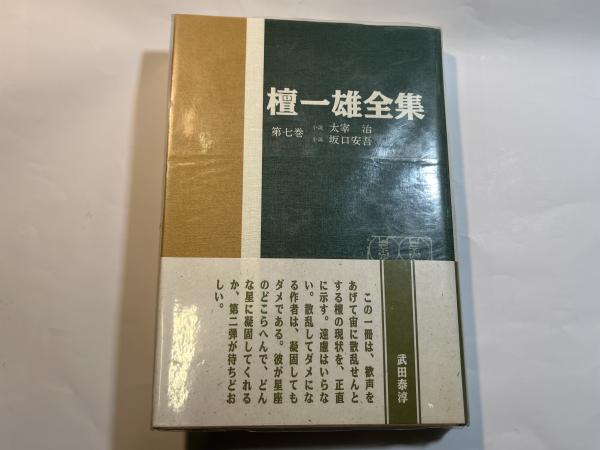 檀一雄全集
第七巻
小説 太宰 治
小説 坂口安吾
この一冊は、歓声を
あげて宙に散乱せんと
する檀の現状を、正直
に示す。遠慮はいらな
い。散乱してダメにな
る作者は、凝固しても
ダメである。彼が星座
のどこらへんで、どん
な星に凝固してくれる
か、第二弾が待ちどお
しい。
武田泰淳